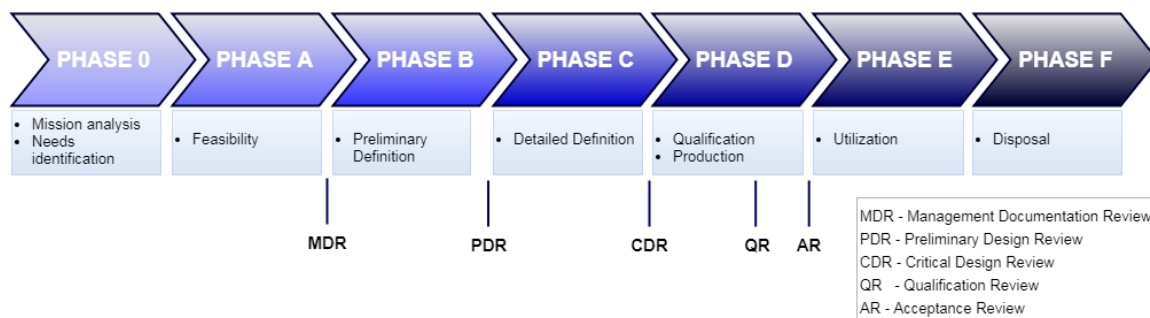 PHASE 0
PHASE A
PHASE B
PHASE C
PHASE D
PHASE E
PHASE F
• Mission analysis
• Needs
identification
• Feasibility
• Preliminary
Definition
• Detailed Definition
• Qualification
• Production
• Utilization
• Disposal
MDR
PDR
CDR
QR
AR
MDR - Management Documentation Review
PDR - Preliminary Design Review
CDR - Critical Design Review
QR - Qualification Review
AR - Acceptance Review